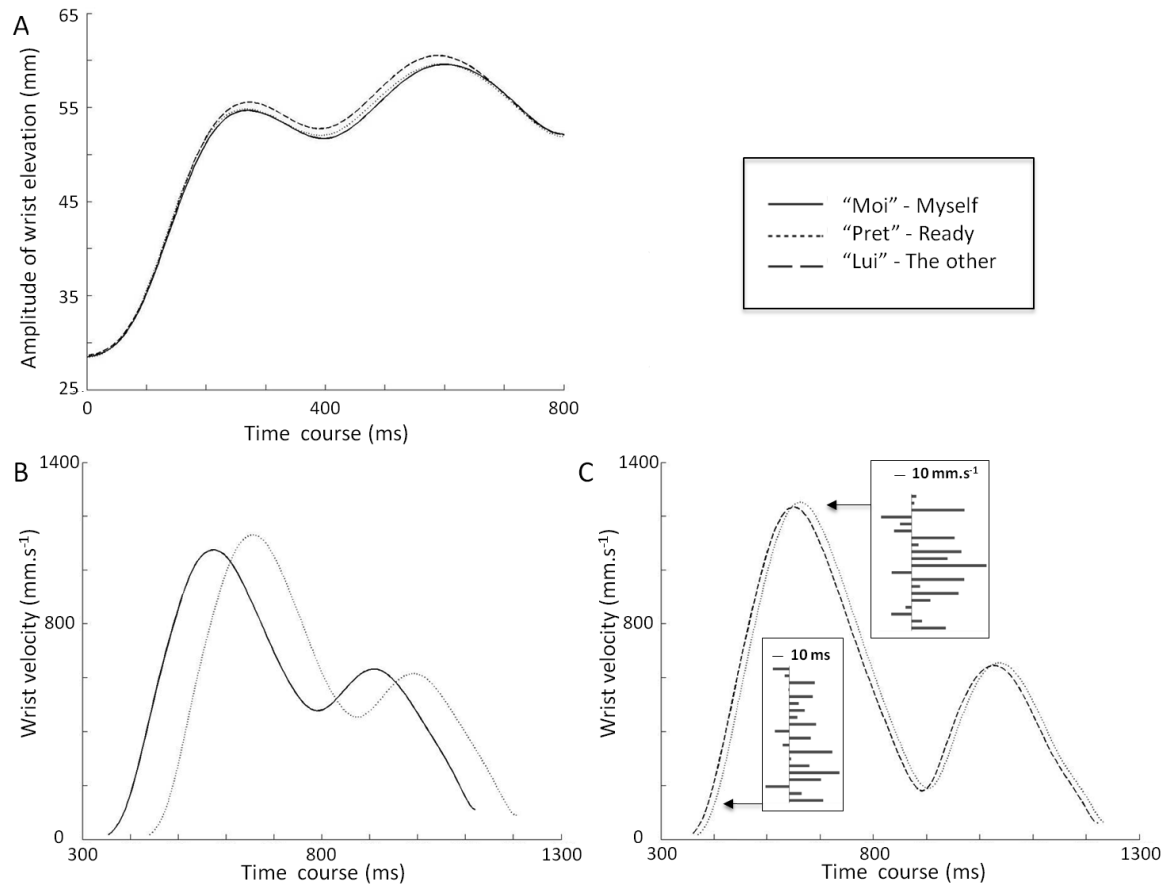 A
Amplitude of wrist elevation (mm)
65
55
45
35
25
0
400
800
Time course (ms)
“Moi” - Myself
“Pret” - Ready
“Lui” - The other
B
Wrist velocity (mm.s-1)
1400
800
0
300
800
1300
Time course (ms)
C
Wrist velocity (mm.s-1)
1400
800
0
300
800
1300
Time course (ms)
10 mm.s-1
10 ms